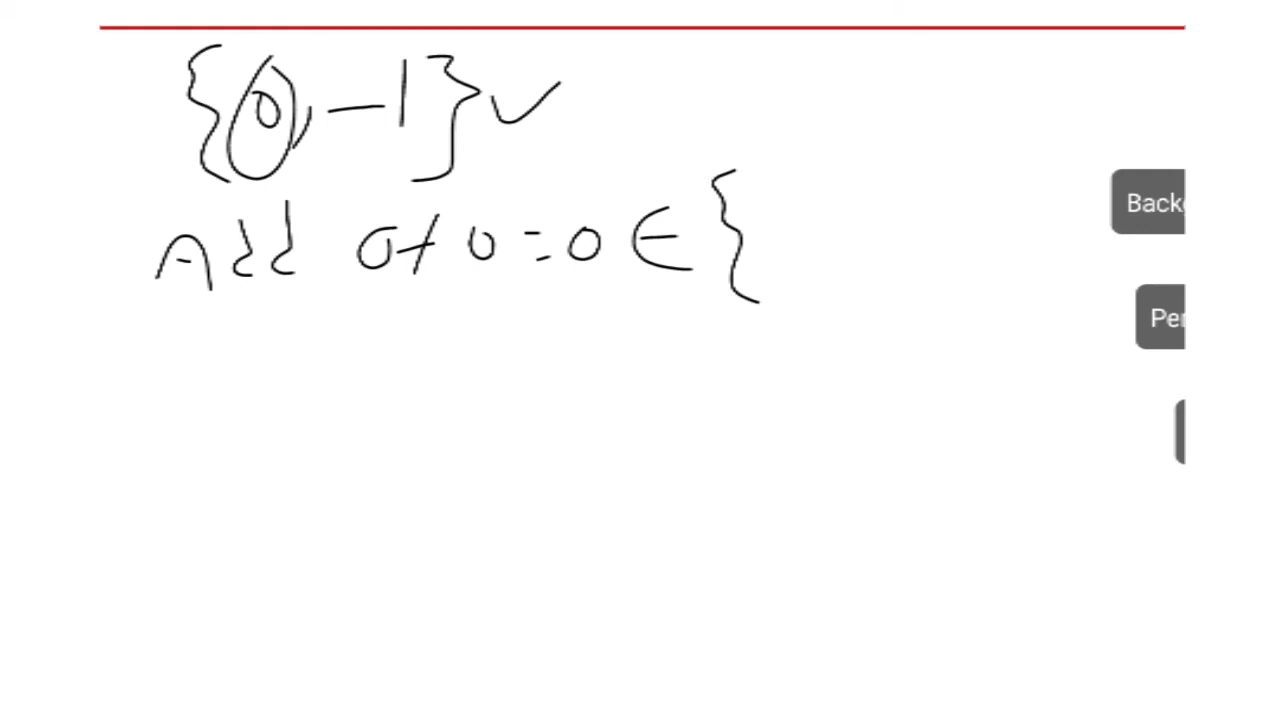 {0, -1} ✓
Add 0+0=0 ∈ {
Back
Per